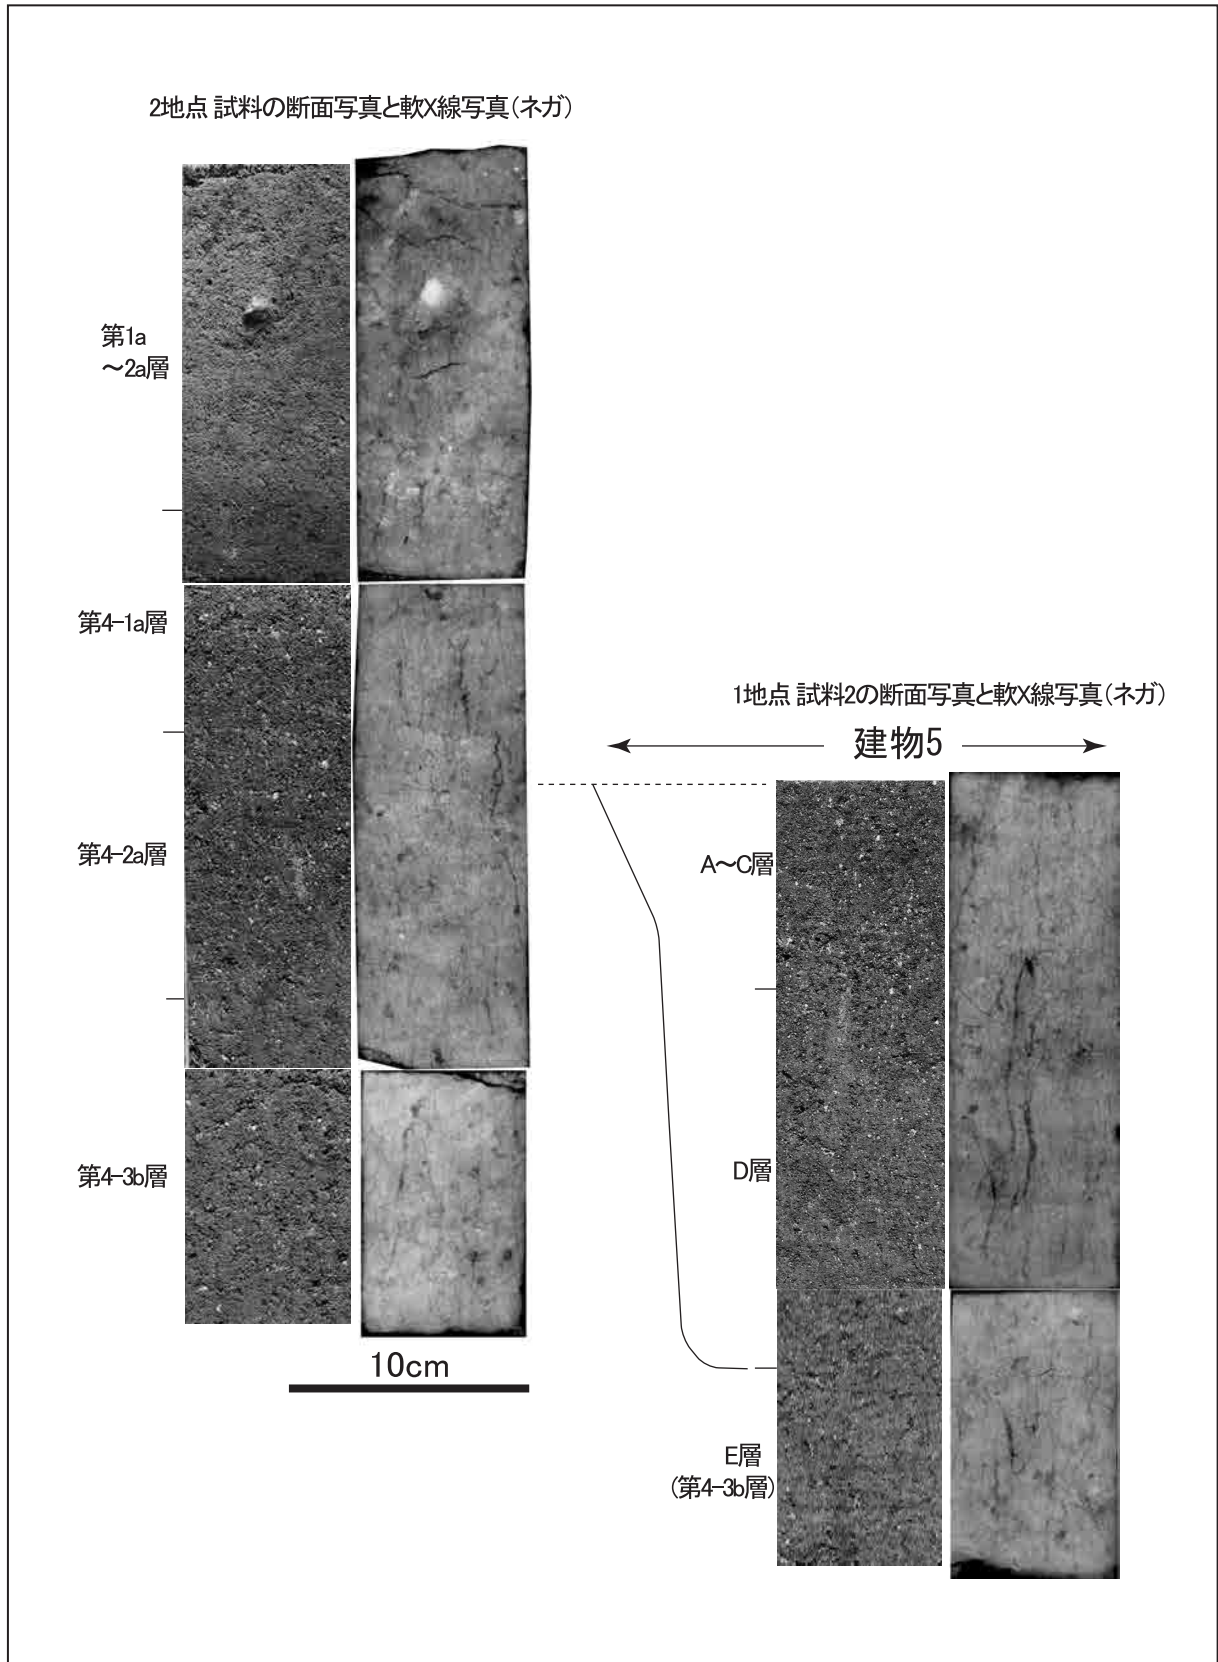 2地点 試料の断面写真と軟X線写真(ネガ)
第1a
～2a層
第4-1a層
第4-2a層
第4-3b層
10cm
1地点 試料2の断面写真と軟X線写真(ネガ)
建物5
A～C層
D層
E層
(第4-3b層)